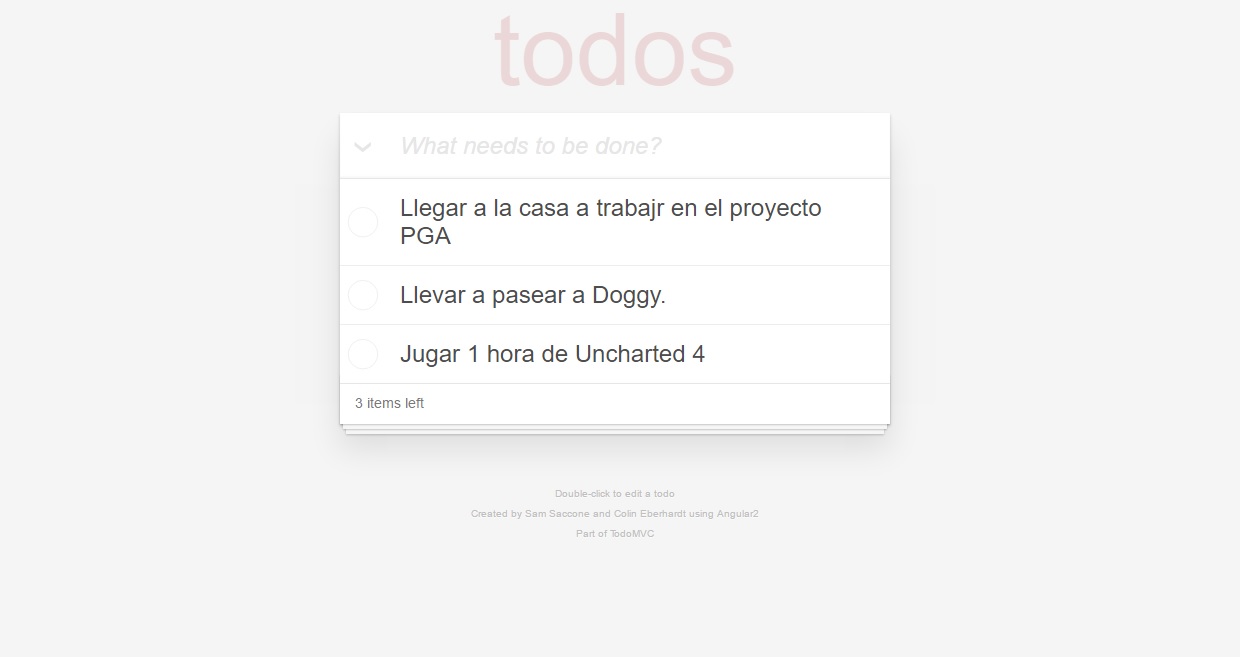 todos
What needs to be done?
Llegar a la casa a trabajr en el proyecto
PGA
Llevar a pasear a Doggy.
Jugar 1 hora de Uncharted 4
3 items left
Double-click to edit a todo
Created by Sam Saccone and Colin Eberhardt using Angular2
Part of TodoMVC